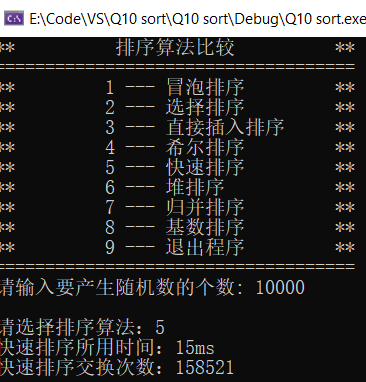 E:\Code\VS\Q10 sort\Q10 sort\Debug\Q10 sort.exe
** 排序算法比较 **
====================================
** 1 --- 冒泡排序 **
** 2 --- 选择排序 **
** 3 --- 直接插入排序 **
** 4 --- 希尔排序 **
** 5 --- 快速排序 **
** 6 --- 堆排序 **
** 7 --- 归并排序 **
** 8 --- 基数排序 **
** 9 --- 退出程序 **
====================================
请输入要产生随机数的个数: 10000
请选择排序算法: 5
快速排序所用时间: 15ms
快速排序交换次数: 158521